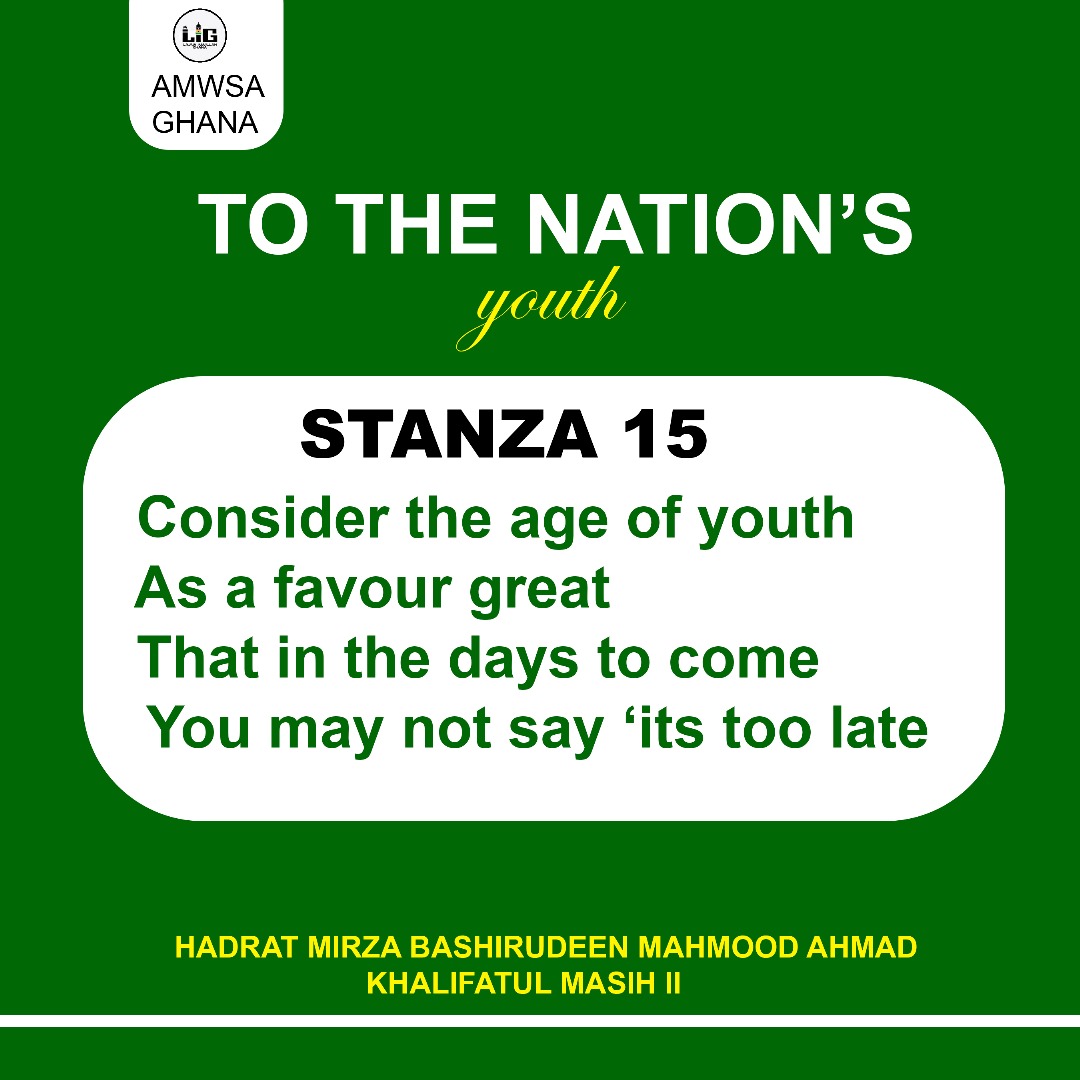 LIG
AMWSA
GHANA
TO THE NATION’S
youth
STANZA 15
Consider the age of youth
As a favour great
That in the days to come
You may not say ‘its too late
HADRAT MIRZA BASHIRUDEEN MAHMOOD AHMAD
KHALIFATUL MASIH II